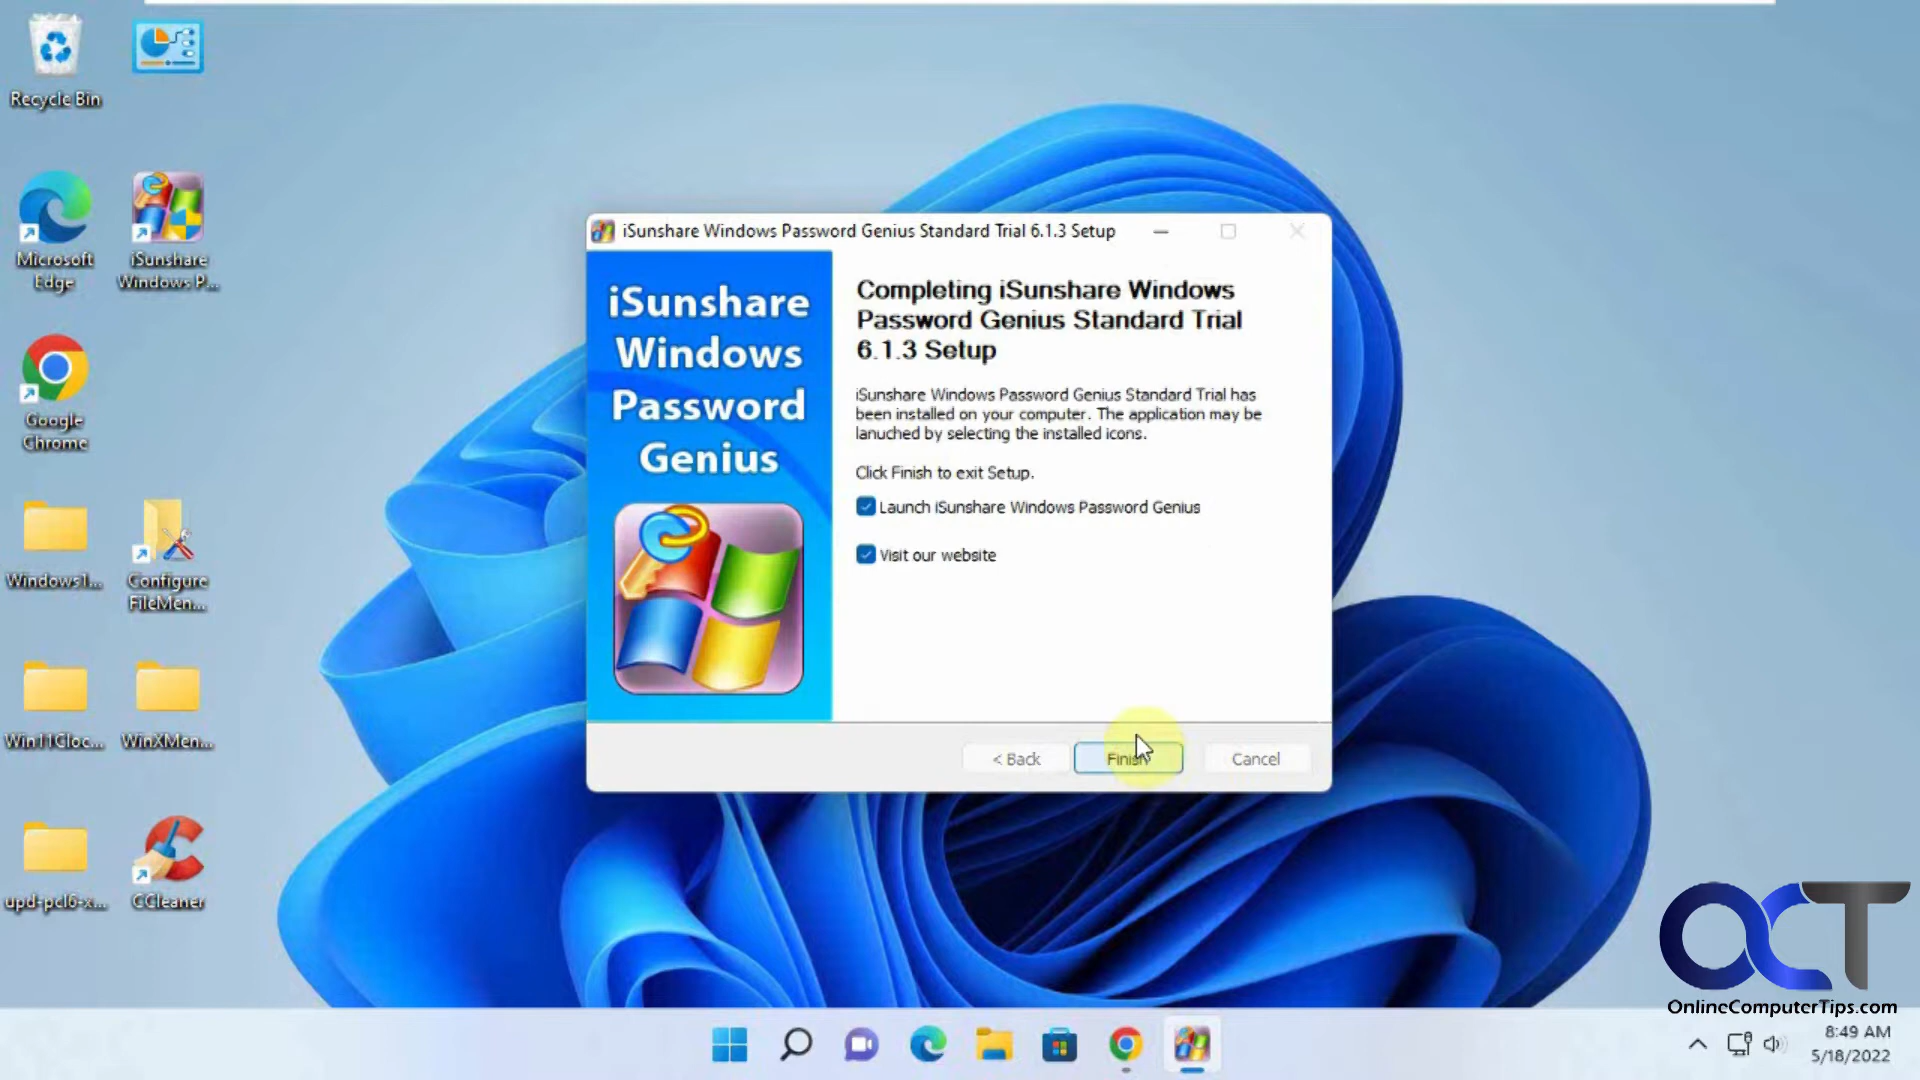 Recycle Bin
Microsoft
Edge
iSunshare
Windows P...
Google
Chrome
Windows1...
Configure
FileMen...
Win11Cloc...
WinXMen...
upd-pcl6-x...
CCleaner
iSunshare Windows Password Genius Standard Trial 6.1.3 Setup
iSunshare
Windows
Password
Genius
Completing iSunshare Windows
Password Genius Standard Trial
6.1.3 Setup
iSunshare Windows Password Genius Standard Trial has
been installed on your computer. The application may be
lanuched by selecting the installed icons.
Click Finish to exit Setup.
Launch iSunshare Windows Password Genius
Visit our website
< Back
Finish
Cancel
OCT
OnlineComputerTips.com
8:49 AM
5/18/2022